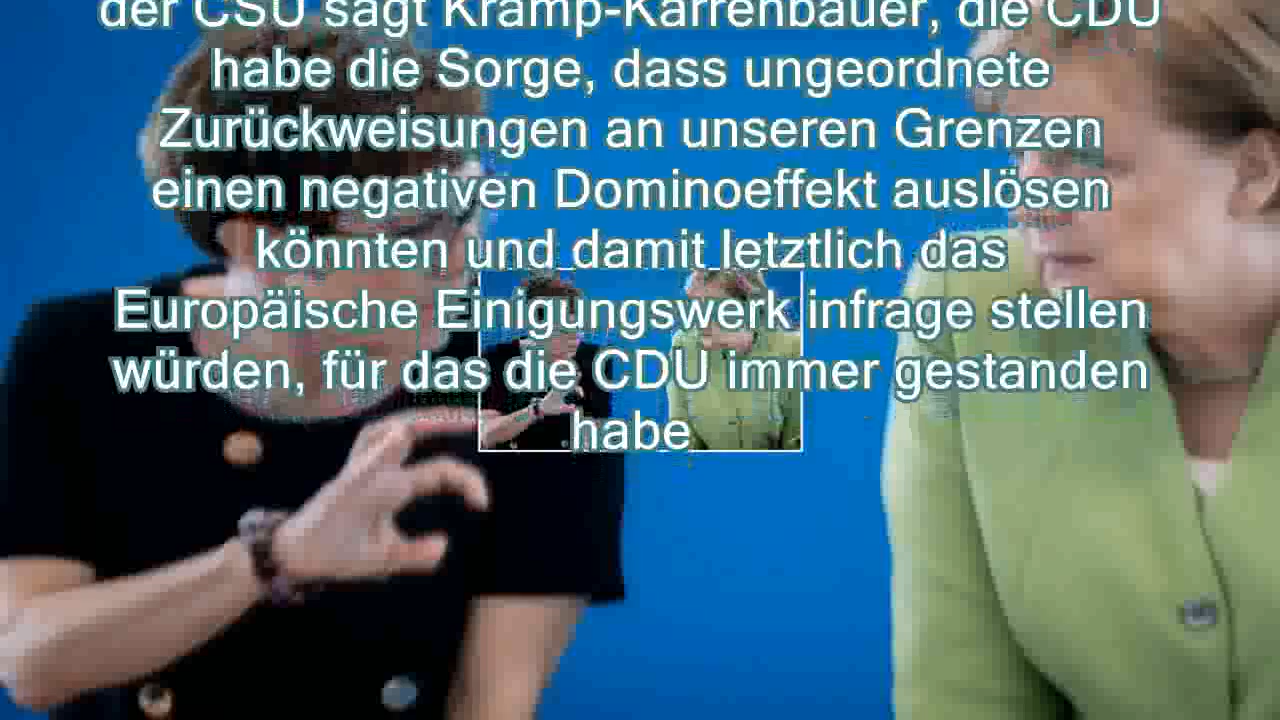 der CSU sagt Kramp-Karrenbauer, die CDU
habe die Sorge, dass ungeordnete
Zurückweisungen an unseren Grenzen
einen negativen Dominoeffekt auslösen
könnten und damit letztlich das
Europäische Einigungswerk infrage stellen
würden, für das die CDU immer gestanden
habe